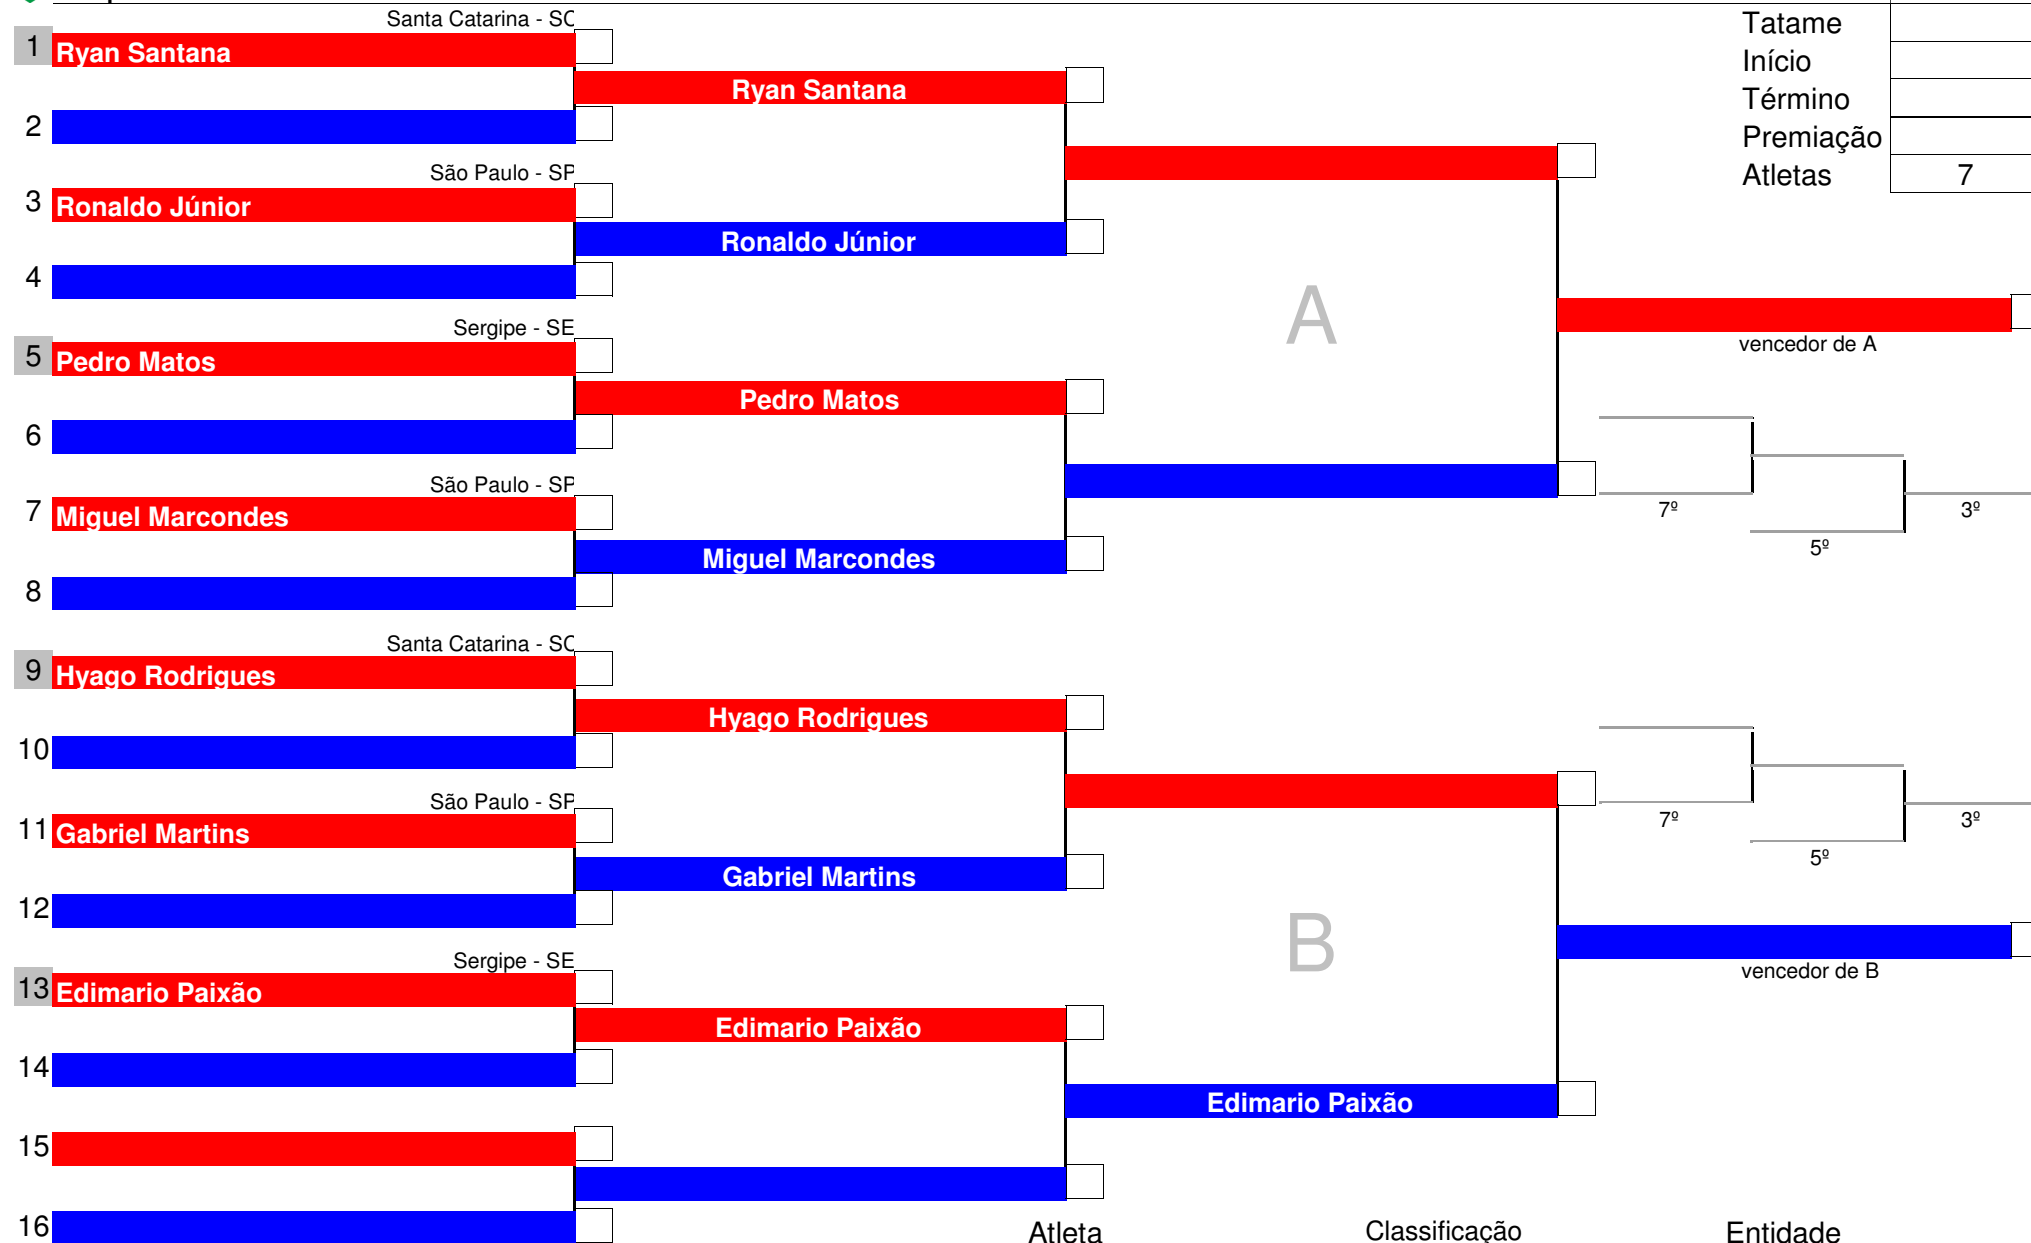 Santa Catarina - SC
1 Ryan Santana
Ryan Santana
2
São Paulo - SP
3 Ronaldo Júnior
Ronaldo Júnior
4
Sergipe - SE
5 Pedro Matos
Pedro Matos
6
São Paulo - SP
7 Miguel Marcondes
Miguel Marcondes
8
Santa Catarina - SC
9 Hyago Rodrigues
Hyago Rodrigues
10
São Paulo - SP
11 Gabriel Martins
Gabriel Martins
12
Sergipe - SE
13 Edimario Paixão
Edimario Paixão
14
Edimario Paixão
15
16
A
B
Tatame
Início
Término
Premiação
Atletas 7
vencedor de A
7º
5º
3º
7º
5º
3º
vencedor de B
Atleta Classificação Entidade